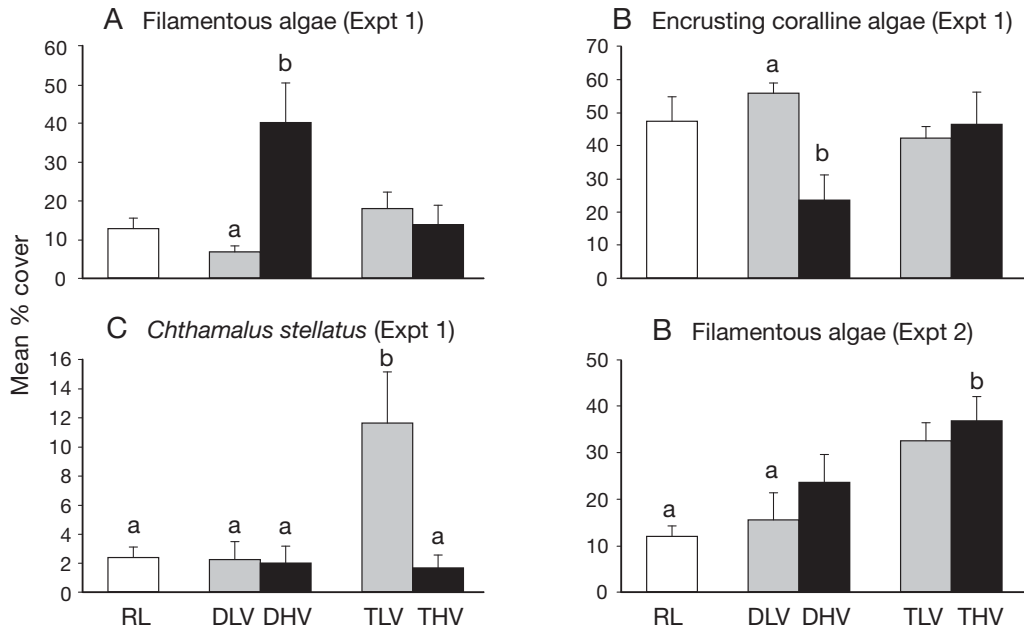 A Filamentous algae (Expt 1)
60
50
40
30
20
10
0
b
a
B Encrusting coralline algae (Expt 1)
70
60
50
40
30
20
10
0
a
b
Mean % cover
C Chthamalus stellatus (Expt 1)
16
14
12
10
8
6
4
2
0
b
a
a
a
a
RL DLV DHV TLV THV
B Filamentous algae (Expt 2)
50
40
30
20
10
0
b
a
a
RL DLV DHV TLV THV